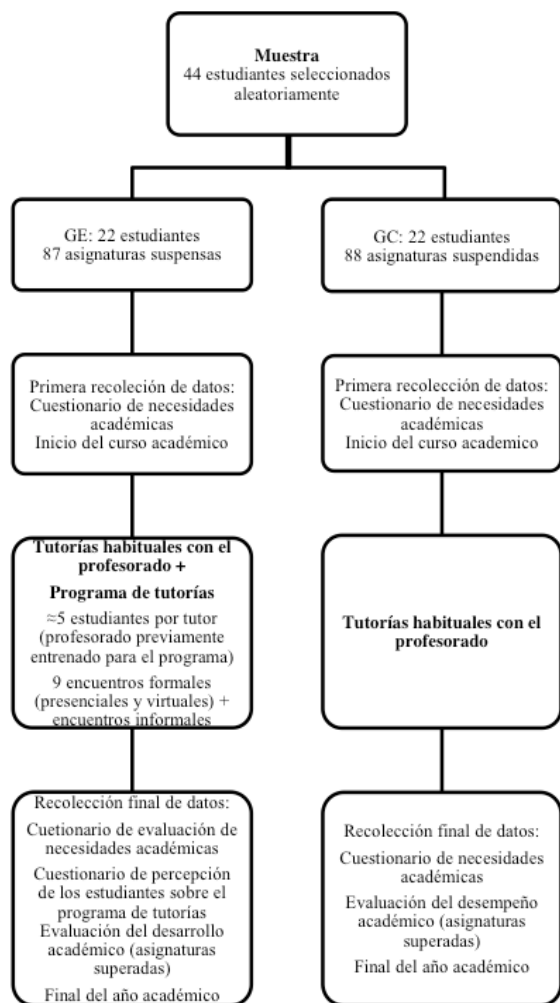 Muestra
44 estudiantes seleccionados
aleatoriamente
GE: 22 estudiantes
87 asignaturas suspensas
GC: 22 estudiantes
88 asignaturas suspendidas
Primera recoleción de datos:
Cuestionario de necesidades
académicas
Inicio del curso académico
Primera recolección de datos:
Cuestionario de necesidades
académicas
Inicio del curso academico
Tutorías habituales con el
profesorado +
Programa de tutorías
≈5 estudiantes por tutor
(profesorado previamente
entrenado para el programa)
9 encuentros formales
(presenciales y virtuales) +
encuentros informales
Tutorías habituales con el
profesorado
Recolección final de datos:
Cuetionario de evaluación de
necesidades académicas
Cuestionario de percepción
de los estudiantes sobre el
programa de tutorías
Evaluación del desarrollo
académico (asignaturas
superadas)
Final del año académico
Recolección final de datos:
Cuestionario de necesidades
académicas
Evaluación del desempeño
académico (asignaturas
superadas)
Final del año académico